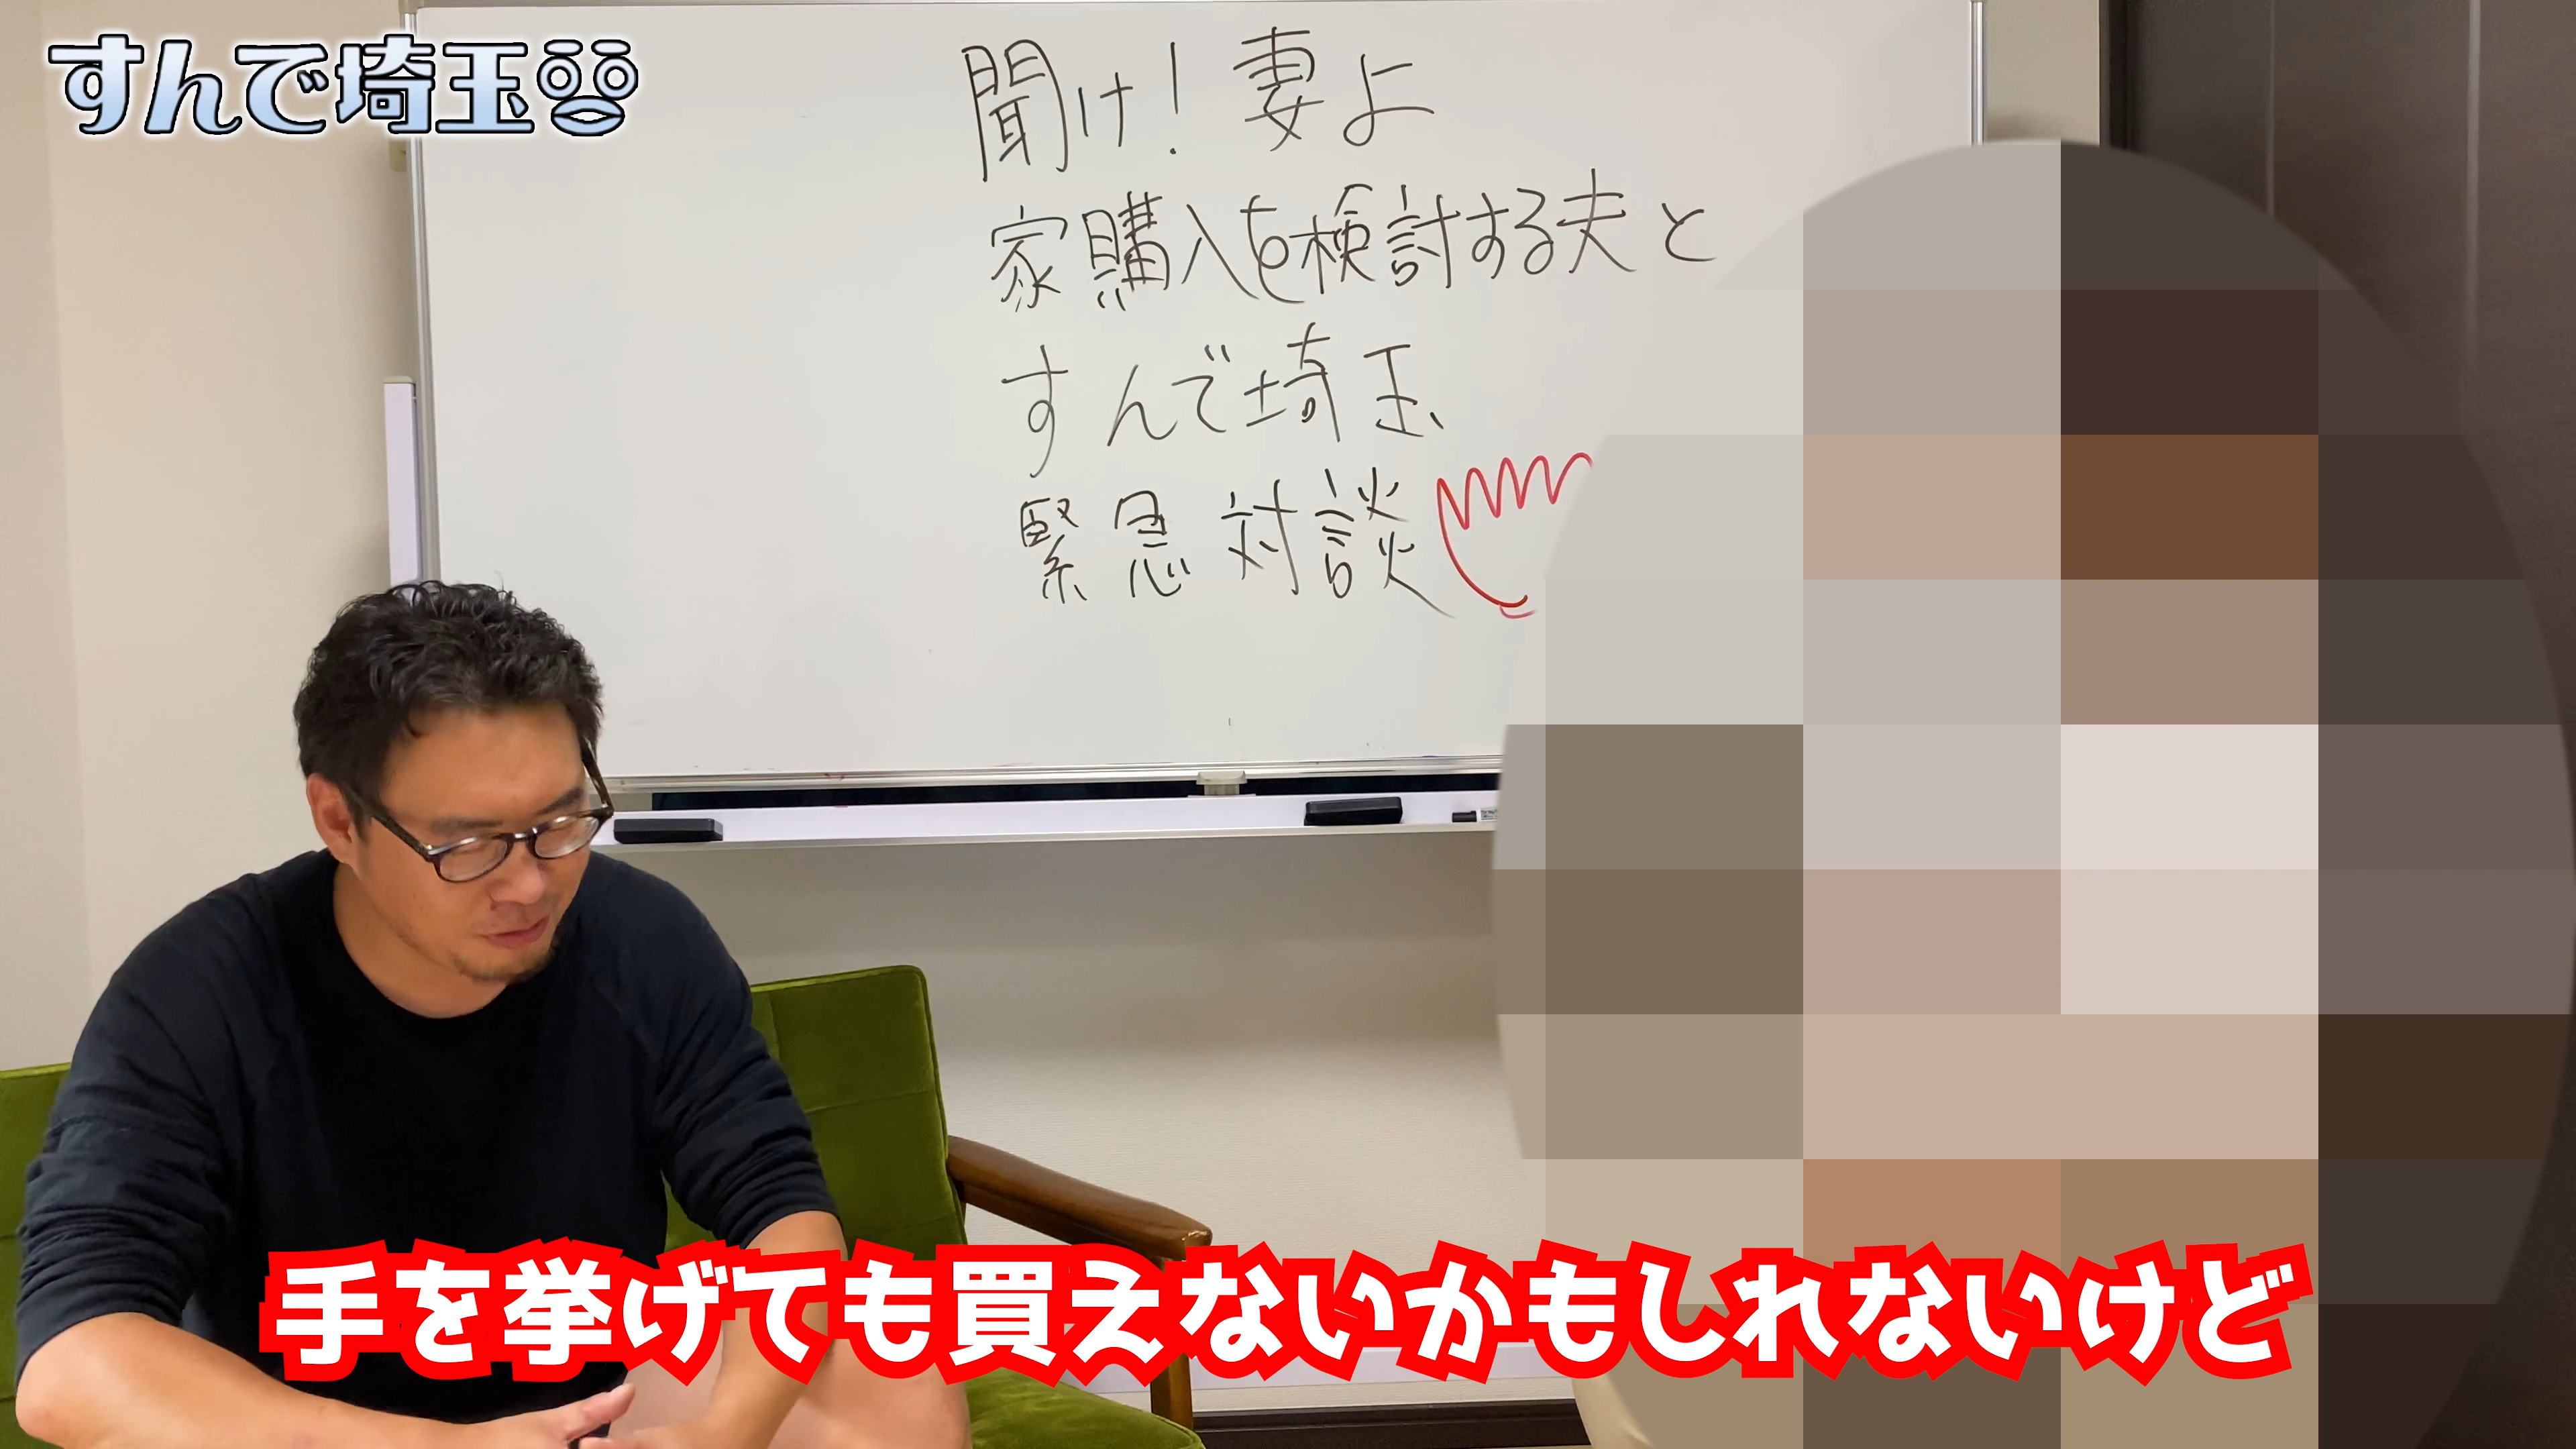 すんで埼玉
聞け！妻よ
家購入を検討する夫と
すんで埼玉
緊急対談
手を挙げても買えないかもしれないけど